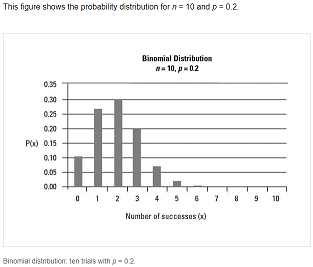 This figure shows the probability distribution for n = 10 and p = 0.2.
Binomial Distribution
n = 10, p = 0.2
0.35
0.30
0.25
0.20
P(x) 0.15
0.10
0.05
0.00
0 1 2 3 4 5 6 7 8 9 10
Number of successes (x)
Binomial distribution: ten trials with p = 0.2.